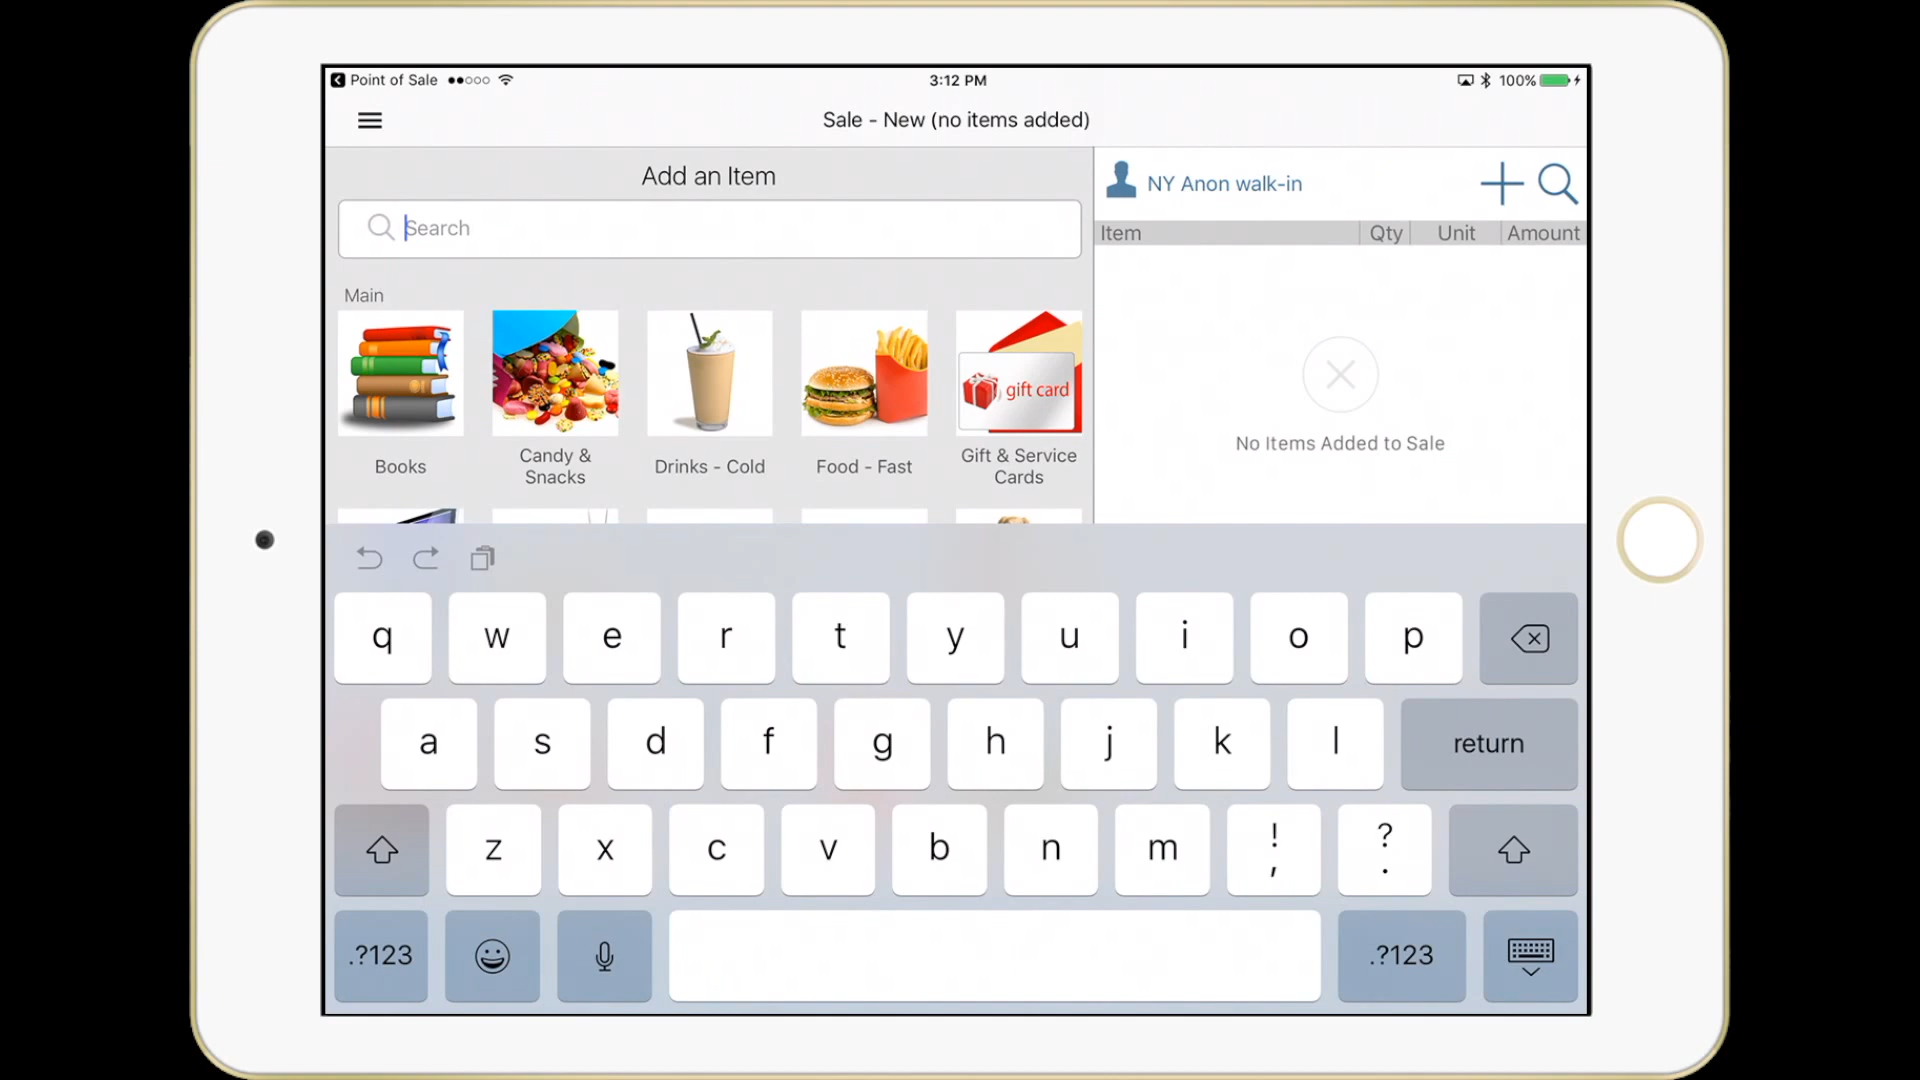 Point of Sale
3:12 PM
100%
Sale - New (no items added)
Add an Item
Search
NY Anon walk-in
Item Qty Unit Amount
Main
gift card
Books
Candy &
Snacks
Drinks - Cold
Food - Fast
Gift & Service
Cards
No Items Added to Sale
q w e r t y u i o p
a s d f g h j k l return
z x c v b n m ! , ? .
.?123 .?123